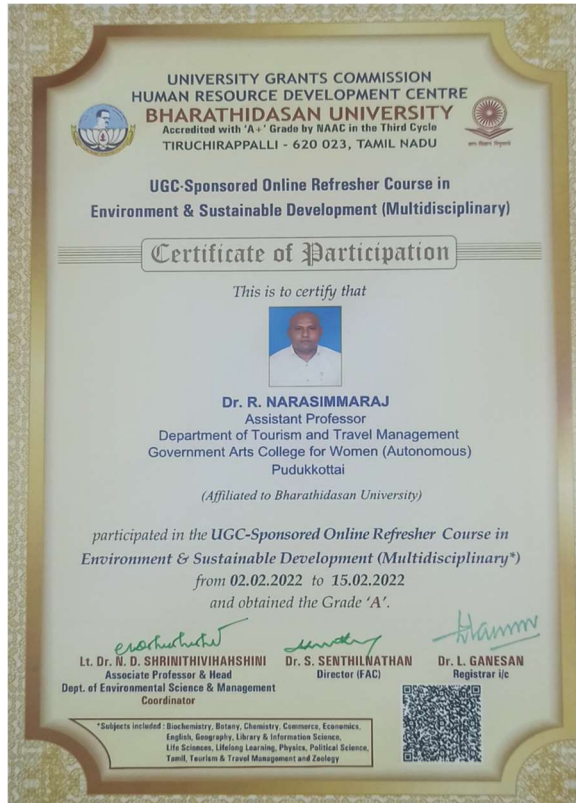 UNIVERSITY GRANTS COMMISSION
HUMAN RESOURCE DEVELOPMENT CENTRE
BHARATHIDASAN UNIVERSITY
Accredited with 'A+' Grade by NAAC in the Third Cycle
TIRUCHIRAPPALLI - 620 023, TAMIL NADU
ज्ञान-विज्ञान विमुक्तये
UGC-Sponsored Online Refresher Course in
Environment & Sustainable Development (Multidisciplinary)
Certificate of Participation
This is to certify that
Dr. R. NARASIMMARAJ
Assistant Professor
Department of Tourism and Travel Management
Government Arts College for Women (Autonomous)
Pudukkottai
(Affiliated to Bharathidasan University)
participated in the UGC-Sponsored Online Refresher Course in
Environment & Sustainable Development (Multidisciplinary*)
from 02.02.2022 to 15.02.2022
and obtained the Grade 'A'.
Lt. Dr. N. D. SHRINITHIVIHAHSHINI
Associate Professor & Head
Dept. of Environmental Science & Management
Coordinator
Dr. S. SENTHILNATHAN
Director (FAC)
Dr. L. GANESAN
Registrar i/c
*Subjects included : Biochemistry, Botany, Chemistry, Commerce, Economics,
English, Geography, Library & Information Science,
Life Sciences, Lifelong Learning, Physics, Political Science,
Tamil, Tourism & Travel Management and Zoology